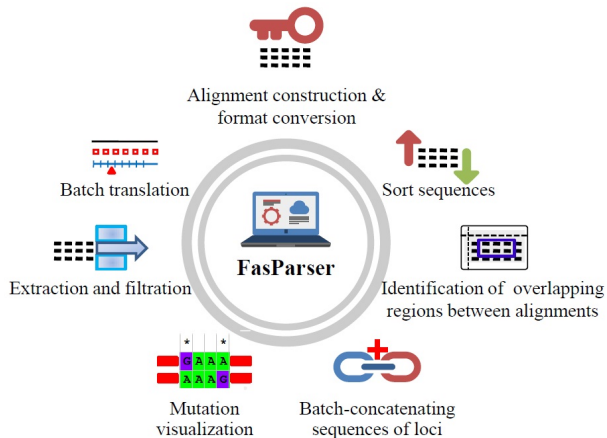 Alignment construction &
format conversion
Batch translation
Sort sequences
FasParser
Extraction and filtration
Identification of overlapping
regions between alignments
* *
G A A A
A A A G
Mutation
visualization
Batch-concatenating
sequences of loci